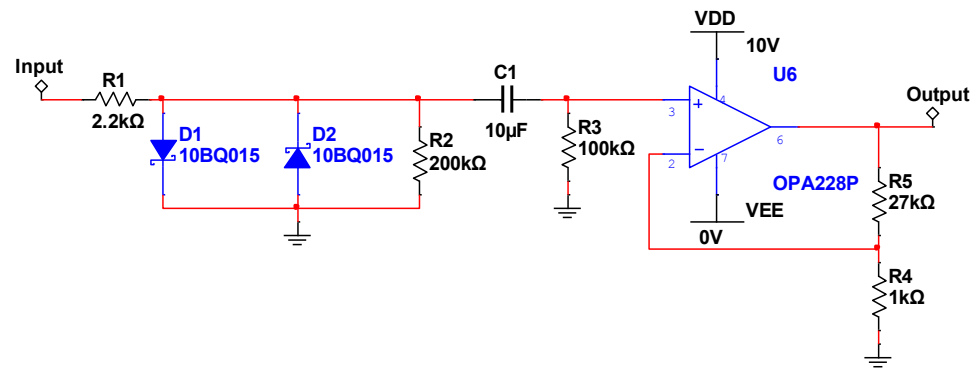 Input
R1
2.2kΩ
D1
10BQ015
D2
10BQ015
R2
200kΩ
C1
10µF
R3
100kΩ
VDD
10V
U6
3
2
4
7
6
OPA228P
VEE
0V
Output
R5
27kΩ
R4
1kΩ